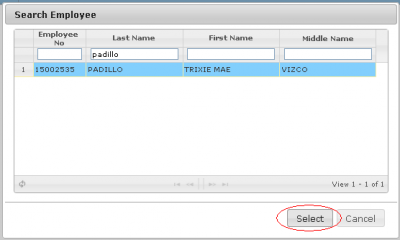 Search Employee
Employee No Last Name First Name Middle Name
padillo
1 15002535 PADILLO TRIXIE MAE VIZCO
View 1 - 1 of 1
Select Cancel